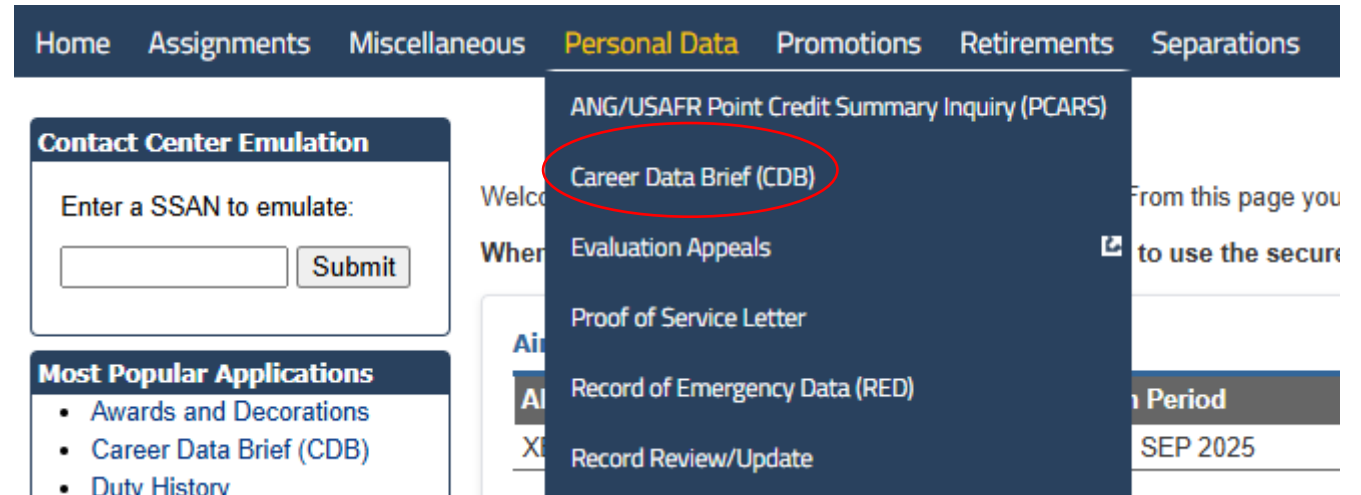 Home Assignments Miscellaneous Personal Data Promotions Retirements Separations
Contact Center Emulation
Enter a SSAN to emulate:
Submit
Most Popular Applications
• Awards and Decorations
• Career Data Brief (CDB)
• Duty History
ANG/USAFR Point Credit Summary Inquiry (PCARS)
Career Data Brief (CDB)
Evaluation Appeals
Proof of Service Letter
Record of Emergency Data (RED)
Record Review/Update
From this page you
to use the secure
Period
SEP 2025